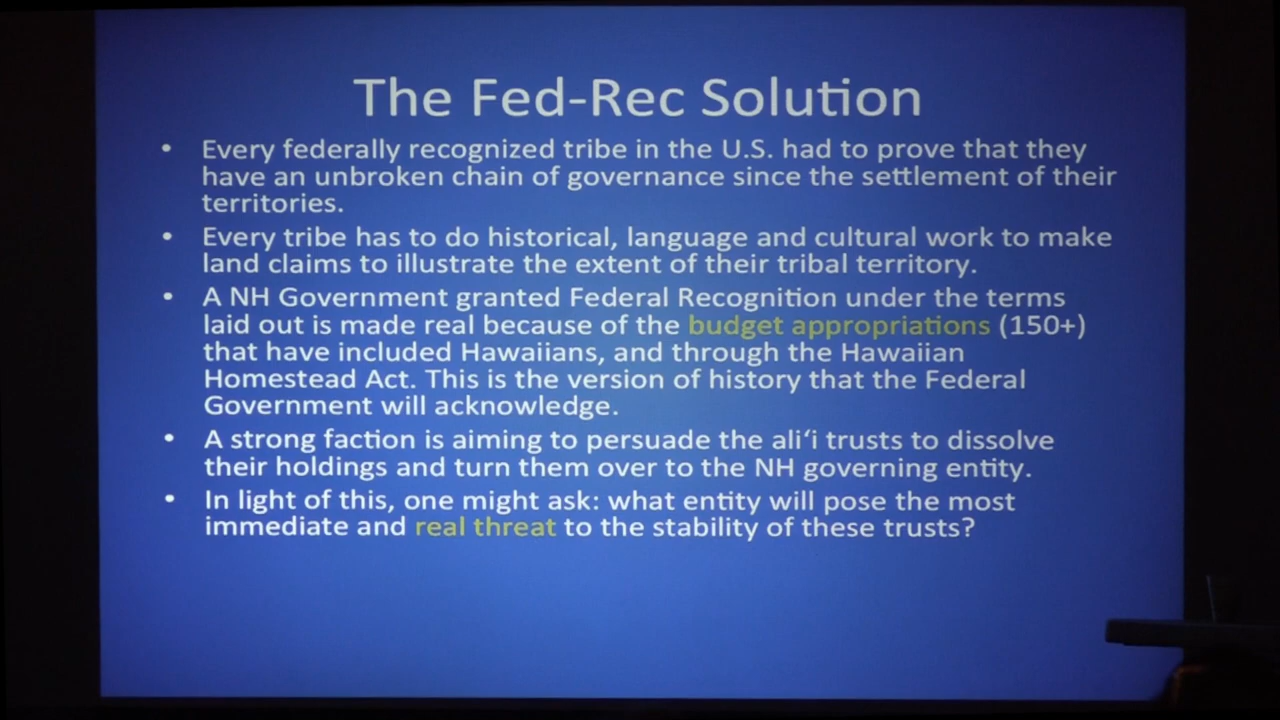 The Fed-Rec Solution
• Every federally recognized tribe in the U.S. had to prove that they
have an unbroken chain of governance since the settlement of their
territories.
• Every tribe has to do historical, language and cultural work to make
land claims to illustrate the extent of their tribal territory.
• A NH Government granted Federal Recognition under the terms
laid out is made real because of the budget appropriations (150+)
that have included Hawaiians, and through the Hawaiian
Homestead Act. This is the version of history that the Federal
Government will acknowledge.
• A strong faction is aiming to persuade the ali‘i trusts to dissolve
their holdings and turn them over to the NH governing entity.
• In light of this, one might ask: what entity will pose the most
immediate and real threat to the stability of these trusts?